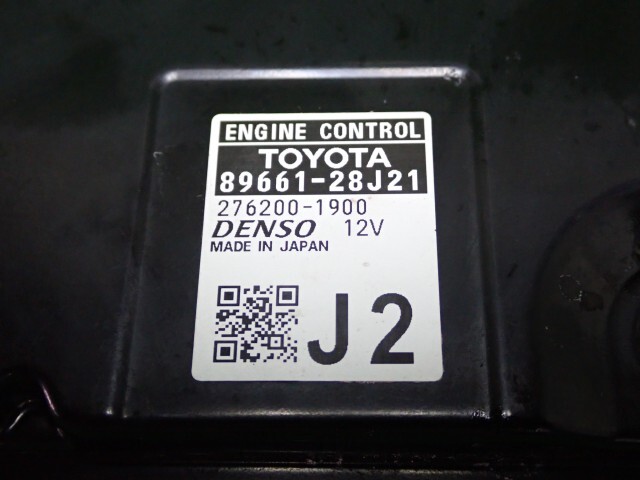 ENGINE CONTROL
TOYOTA
89661-28J21
276200-1900
DENSO 12V
MADE IN JAPAN
J2